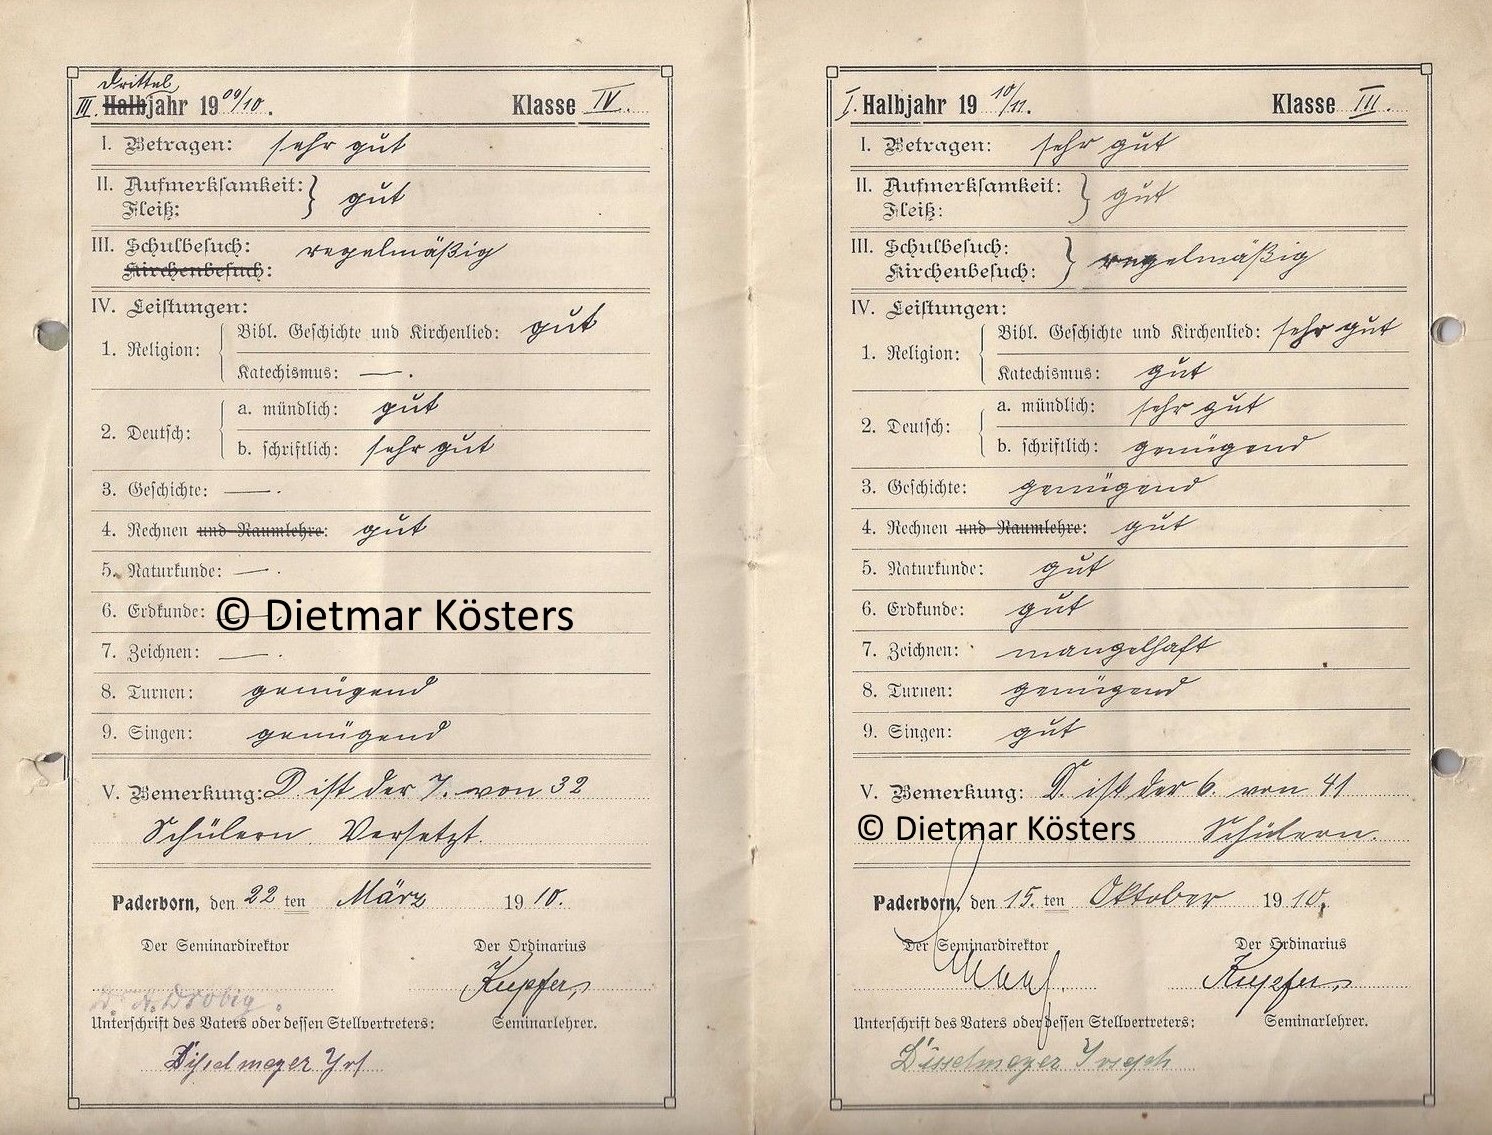 Drittel
III. Halbjahr 1909/10. Klasse IV.
I. Betragen: sehr gut
II. Aufmerksamkeit: } gut
Fleiß:
III. Schulbesuch: regelmäßig
Kirchenbesuch:
IV. Leistungen:
1. Religion: { Bibl. Geschichte und Kirchenlied: gut
Katechismus: —.
2. Deutsch: { a. mündlich: gut
b. schriftlich: sehr gut
3. Geschichte: —.
4. Rechnen und Raumlehre: gut
5. Naturkunde: —.
6. Erdkunde: —.
© Dietmar Kösters
7. Zeichnen: —.
8. Turnen: genügend
9. Singen: genügend
V. Bemerkung: D. ist der 7. von 32
Schülern. Versetzt.
Paderborn, den 22 ten März 1910.
Der Seminardirektor Der Ordinarius
Dr. A. Drobig. Kupfer,
Unterschrift des Vaters oder dessen Stellvertreters: Seminarlehrer.
Disselmeyer
I. Halbjahr 1910/11. Klasse III.
I. Betragen: sehr gut
II. Aufmerksamkeit: } gut
Fleiß:
III. Schulbesuch: } regelmäßig
Kirchenbesuch:
IV. Leistungen:
1. Religion: { Bibl. Geschichte und Kirchenlied: sehr gut
Katechismus: gut
2. Deutsch: { a. mündlich: sehr gut
b. schriftlich: genügend
3. Geschichte: genügend
4. Rechnen und Raumlehre: gut
5. Naturkunde: gut
6. Erdkunde: gut
7. Zeichnen: mangelhaft
8. Turnen: genügend
9. Singen: gut
V. Bemerkung: D. ist der 6. von 41
© Dietmar Kösters Schülern.
Paderborn, den 15. ten Oktober 1910.
Der Seminardirektor Der Ordinarius
Kupfer,
Unterschrift des Vaters oder dessen Stellvertreters: Seminarlehrer.
Disselmeyer Joseph